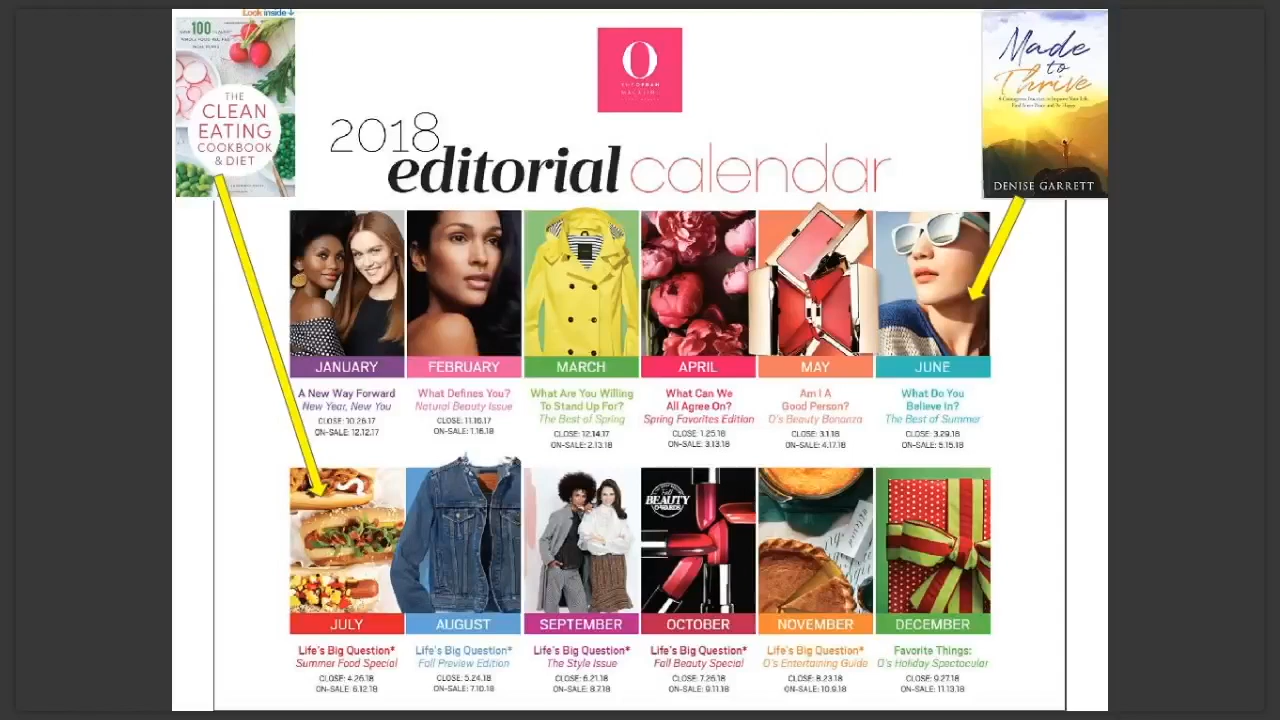 Look inside ↓
100
THE
CLEAN
EATING
COOKBOOK
& DIET
O
MAGAZINE
Made
to
Thrive
DENISE GARRETT
2018
editorial calendar
JANUARY
A New Way Forward
New Year, New You
CLOSE: 10.26.17
ON-SALE: 12.12.17
FEBRUARY
What Defines You?
Natural Beauty Issue
CLOSE: 11.16.17
ON-SALE: 1.16.18
MARCH
What Are You Willing
To Stand Up For?
The Best of Spring
CLOSE: 12.14.17
ON-SALE: 2.13.18
APRIL
What Can We
All Agree On?
Spring Favorites Edition
CLOSE: 1.25.18
ON-SALE: 3.13.18
MAY
Am I A
Good Person?
O's Beauty Bonanza
CLOSE: 3.1.18
ON-SALE: 4.17.18
JUNE
What Do You
Believe In?
The Best of Summer
CLOSE: 3.29.18
ON-SALE: 5.15.18
Fall
BEAUTY
O-WARDS
JULY
Life's Big Question*
Summer Food Special
CLOSE: 4.26.18
ON-SALE: 6.12.18
AUGUST
Life's Big Question*
Fall Preview Edition
CLOSE: 5.24.18
ON-SALE: 7.10.18
SEPTEMBER
Life's Big Question*
The Style Issue
CLOSE: 6.21.18
ON-SALE: 8.7.18
OCTOBER
Life's Big Question*
Fall Beauty Special
CLOSE: 7.26.18
ON-SALE: 9.11.18
NOVEMBER
Life's Big Question*
O's Entertaining Guide
CLOSE: 8.23.18
ON-SALE: 10.9.18
DECEMBER
Favorite Things:
O's Holiday Spectacular
CLOSE: 9.27.18
ON-SALE: 11.13.18